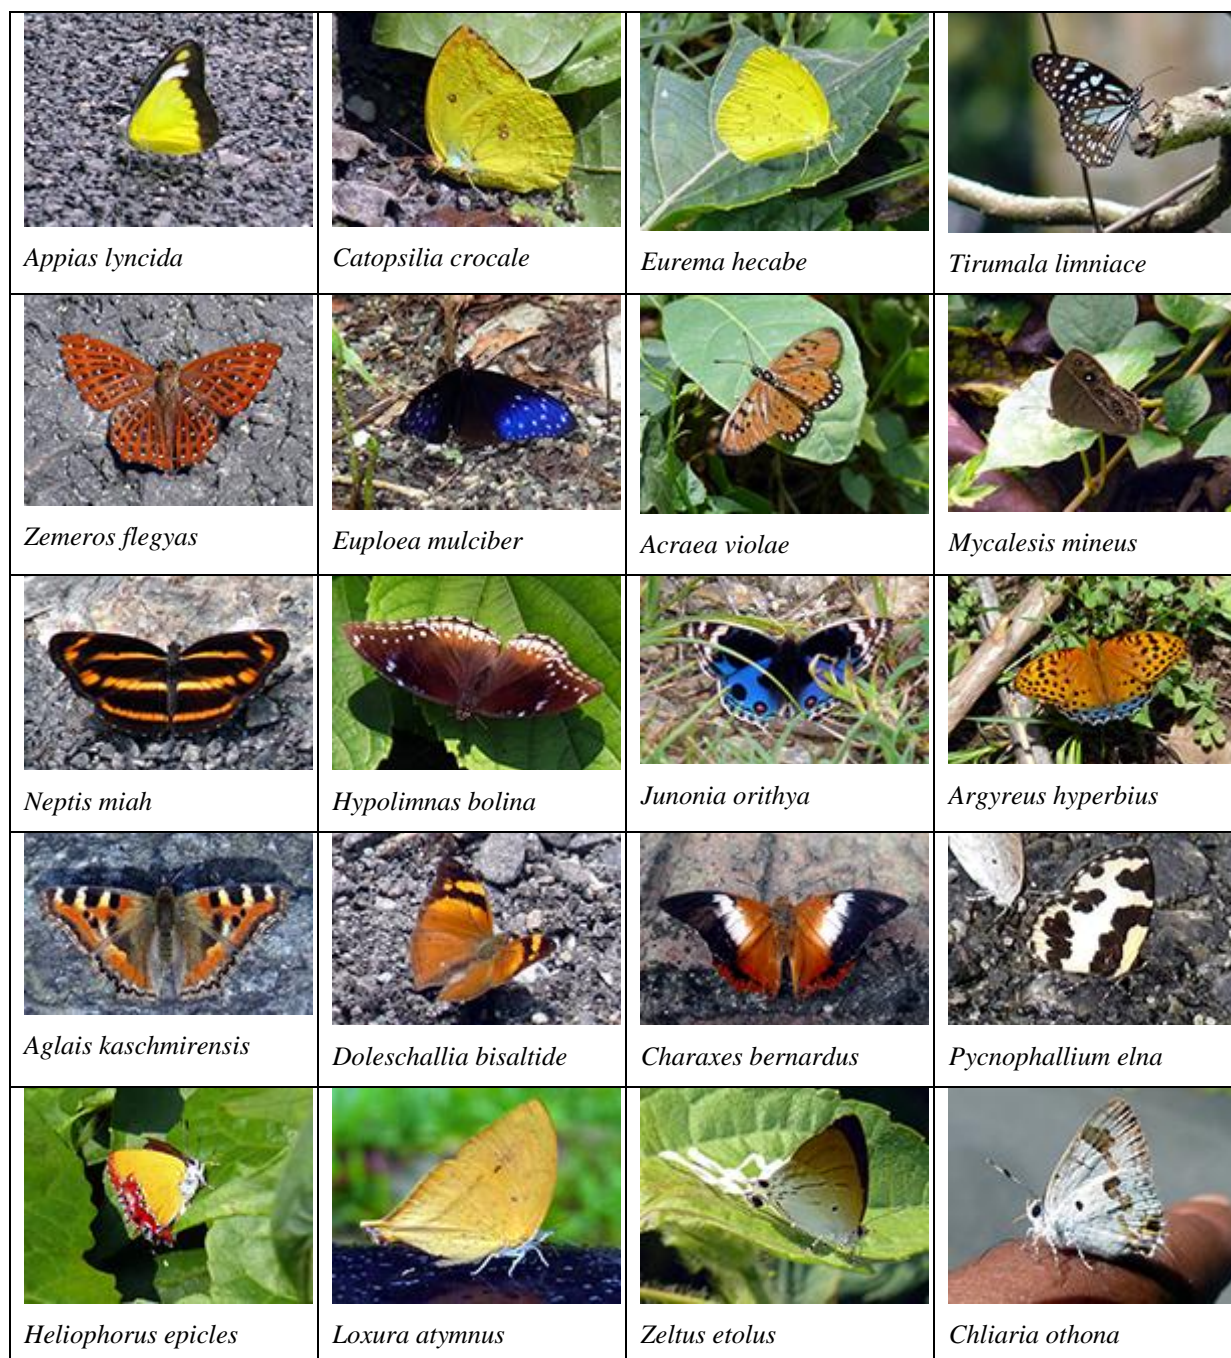 Appias lyncida
Catopsilia crocale
Eurema hecabe
Tirumala limniace
Zemeros flegyas
Euploea mulciber
Acraea violae
Mycalesis mineus
Neptis miah
Hypolimnas bolina
Junonia orithya
Argyreus hyperbius
Aglais kaschmirensis
Doleschallia bisaltide
Charaxes bernardus
Pycnophallium elna
Heliophorus epicles
Loxura atymnus
Zeltus etolus
Chliaria othona